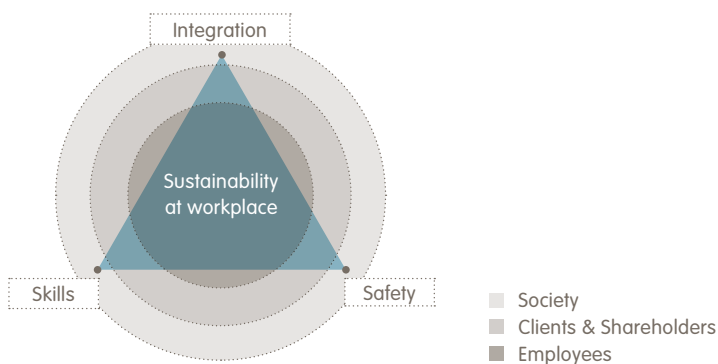 Integration
Sustainability
at workplace
Skills
Safety
Society
Clients & Shareholders
Employees